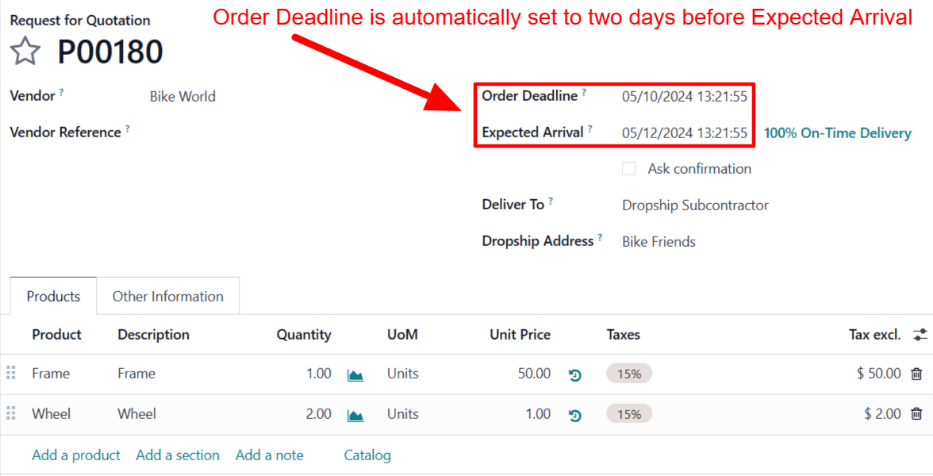 Order Deadline is automatically set to two days before Expected Arrival
Request for Quotation
P00180
Vendor ? Bike World
Vendor Reference ?
Order Deadline ? 05/10/2024 13:21:55
Expected Arrival ? 05/12/2024 13:21:55 100% On-Time Delivery
Ask confirmation
Deliver To ? Dropship Subcontractor
Dropship Address ? Bike Friends
Products Other Information
Product Description Quantity UoM Unit Price Taxes Tax excl.
Frame Frame 1.00 Units 50.00 15% $ 50.00
Wheel Wheel 2.00 Units 1.00 15% $ 2.00
Add a product Add a section Add a note Catalog